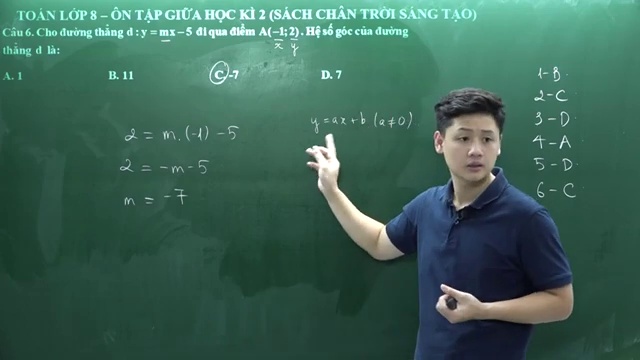 TOÁN LỚP 8 – ÔN TẬP GIỮA HỌC KÌ 2 (SÁCH CHÂN TRỜI SÁNG TẠO)
Câu 6. Cho đường thẳng d : y = mx – 5 đi qua điểm A(–1; 2) . Hệ số góc của đường
x y
thẳng d là:
A. 1 B. 11 C. -7 D. 7
2 = m.(-1) - 5
2 = -m - 5
m = -7
y = ax + b (a ≠ 0)
1 - B
2 - C
3 - D
4 - A
5 - D
6 - C